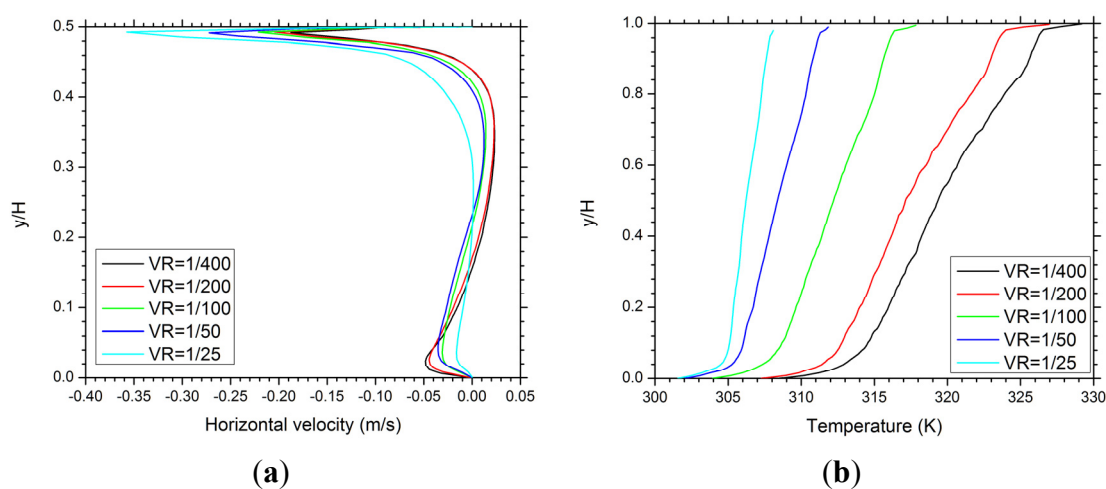 0.5
0.4
0.3
0.2
0.1
0.0
y/H
VR=1/400
VR=1/200
VR=1/100
VR=1/50
VR=1/25
-0.40 -0.35 -0.30 -0.25 -0.20 -0.15 -0.10 -0.05 0.00 0.05
Horizontal velocity (m/s)
(a)
1.0
0.8
0.6
0.4
0.2
0.0
y/H
VR=1/400
VR=1/200
VR=1/100
VR=1/50
VR=1/25
300 305 310 315 320 325 330
Temperature (K)
(b)